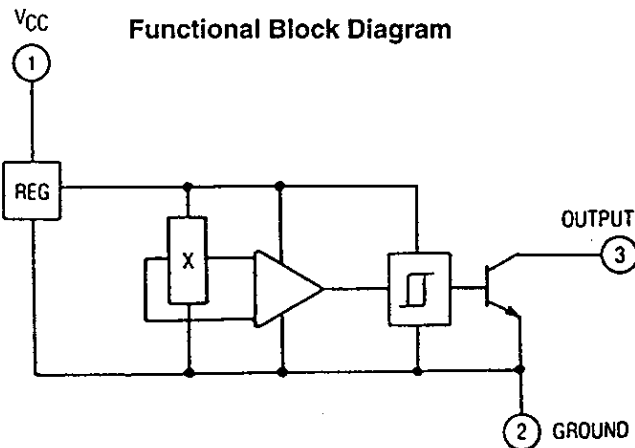 Functional Block Diagram
VCC
1
REG
X
OUTPUT
3
2
GROUND